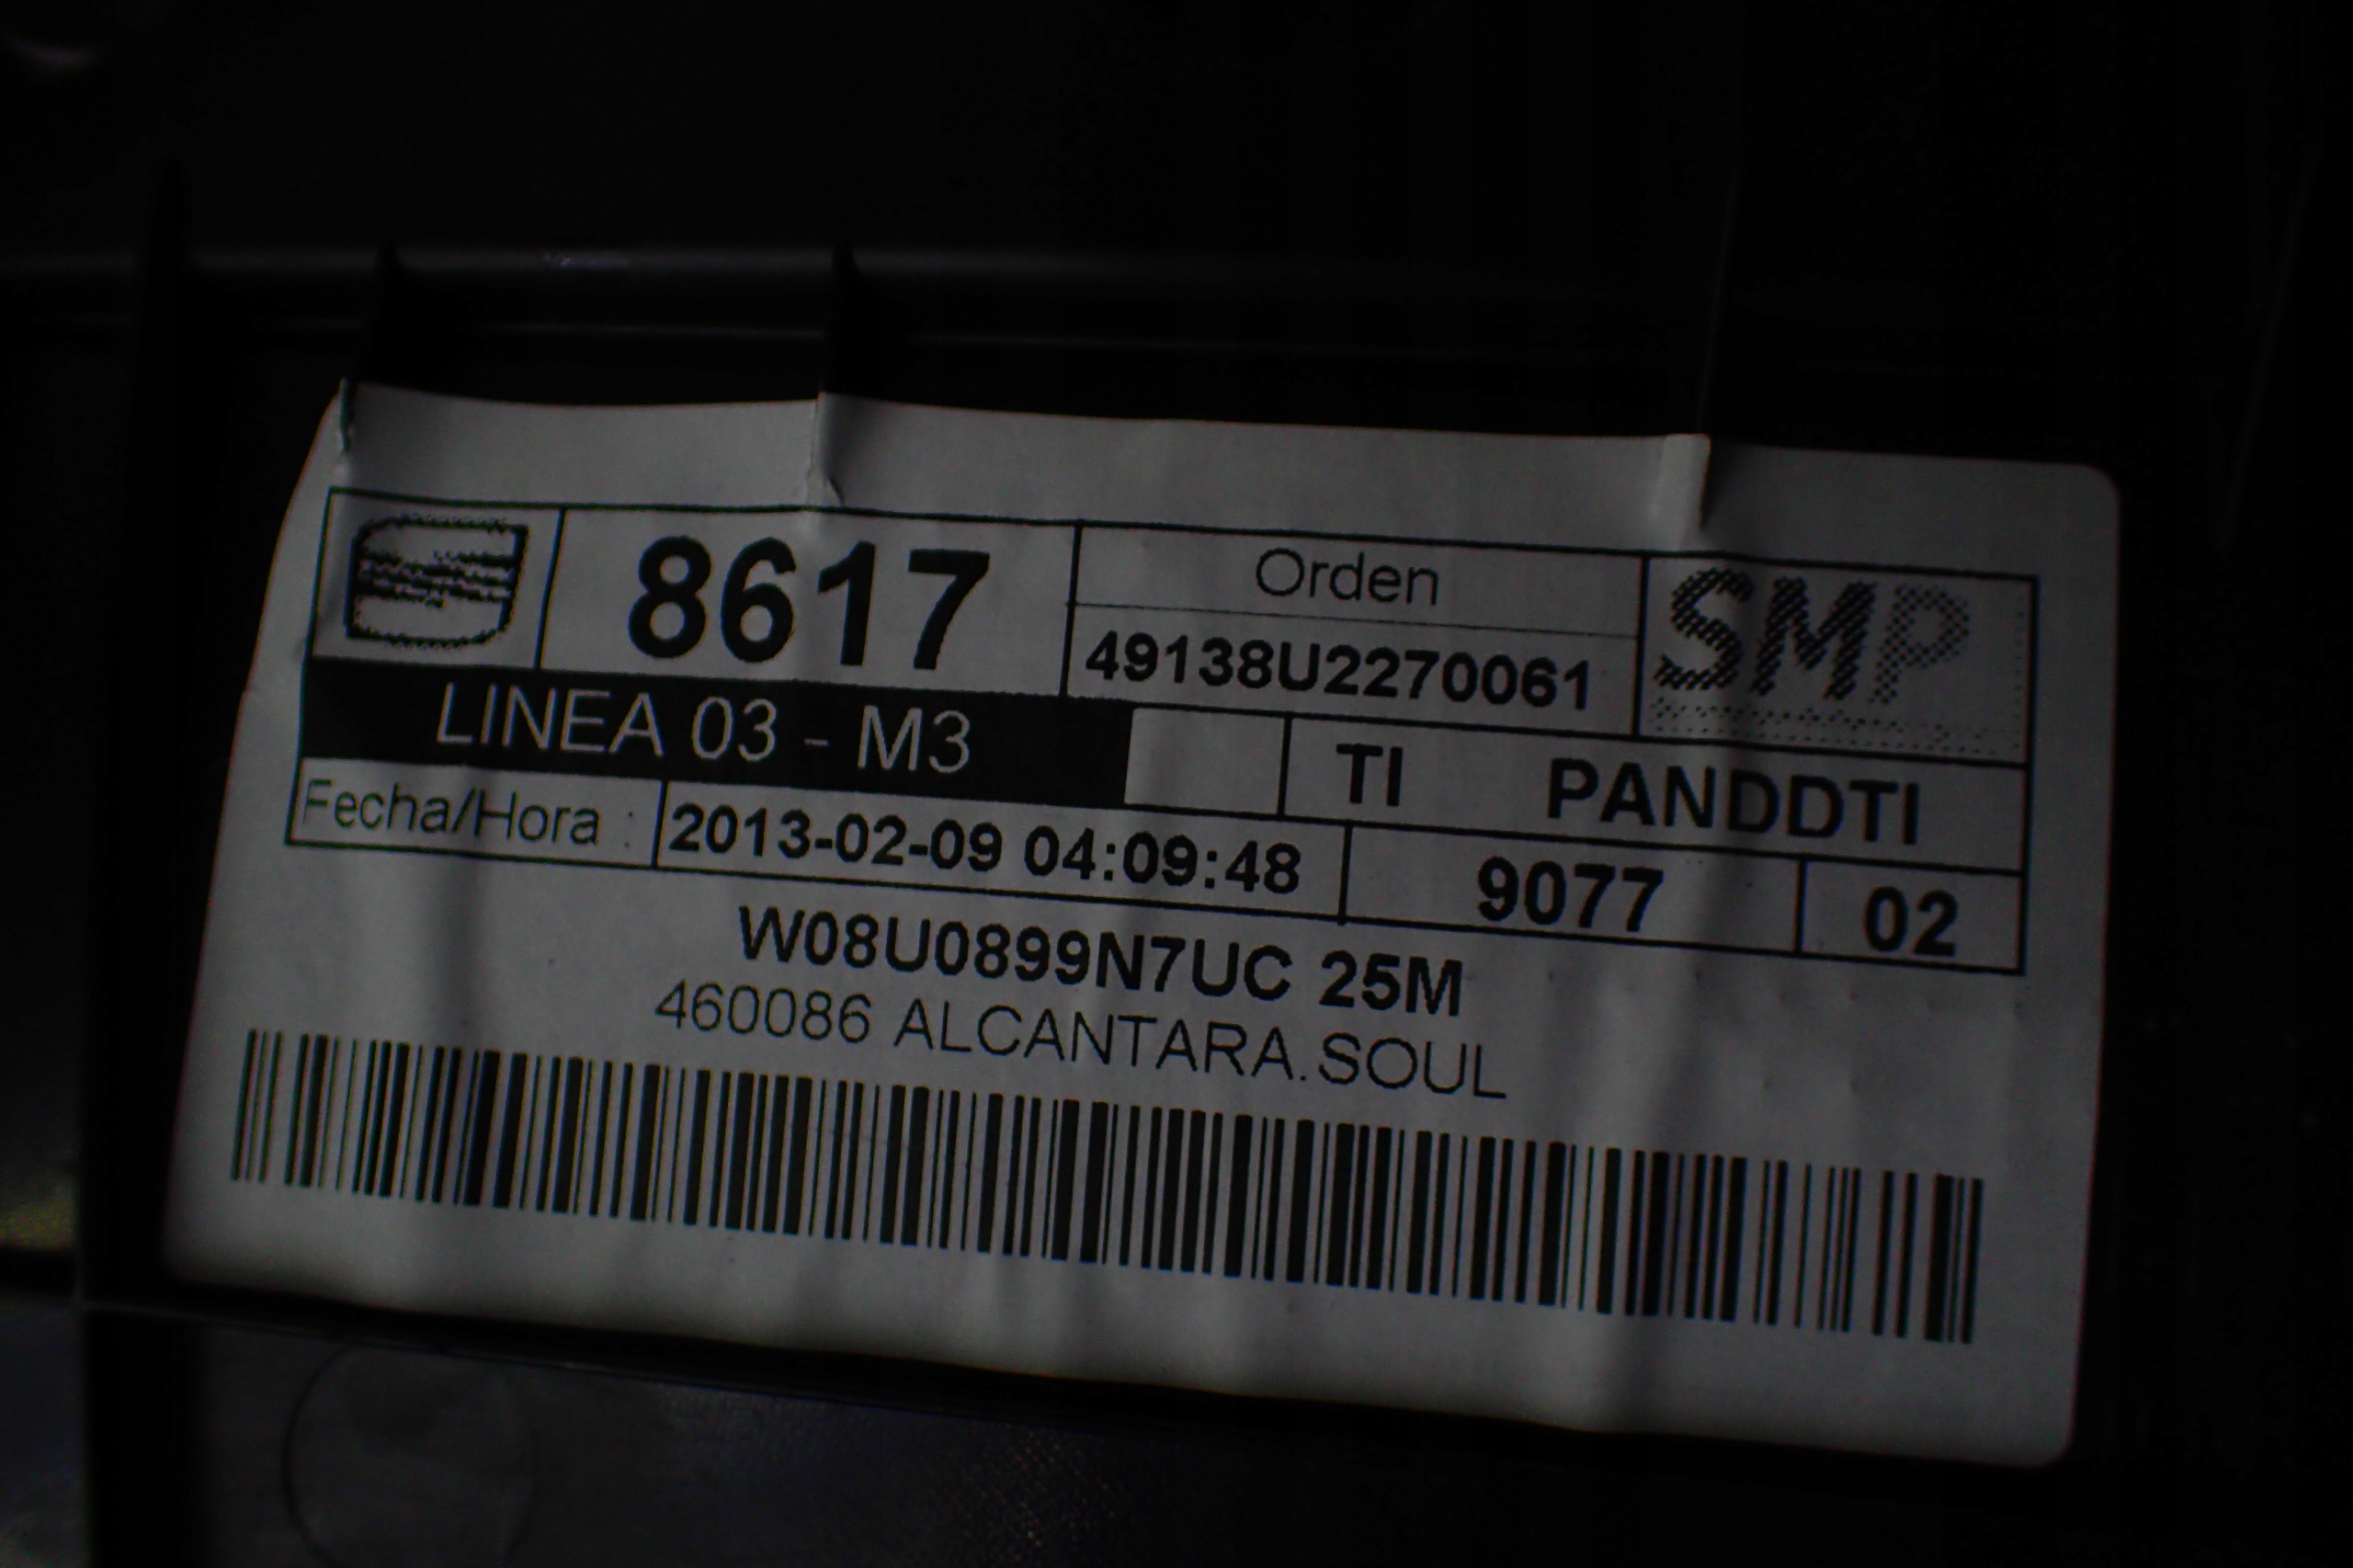 8617
Orden
49138U2270061
SMP
LINEA 03 - M3
TI PANDDTI
Fecha/Hora :
2013-02-09 04:09:48
9077
02
W08U0899N7UC 25M
460086 ALCANTARA.SOUL